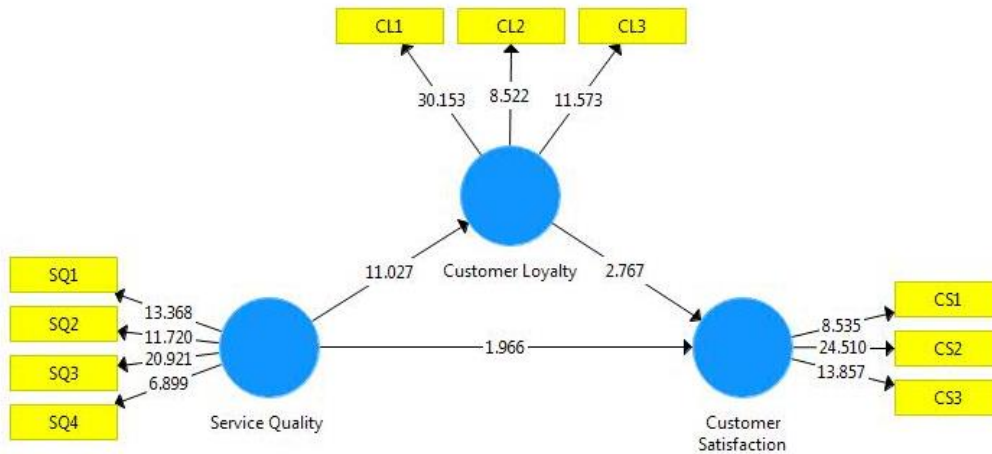 CL1
CL2
CL3
30.153
8.522
11.573
Customer Loyalty
11.027
2.767
SQ1
SQ2
SQ3
SQ4
13.368
11.720
20.921
6.899
Service Quality
1.966
CS1
CS2
CS3
8.535
24.510
13.857
Customer
Satisfaction